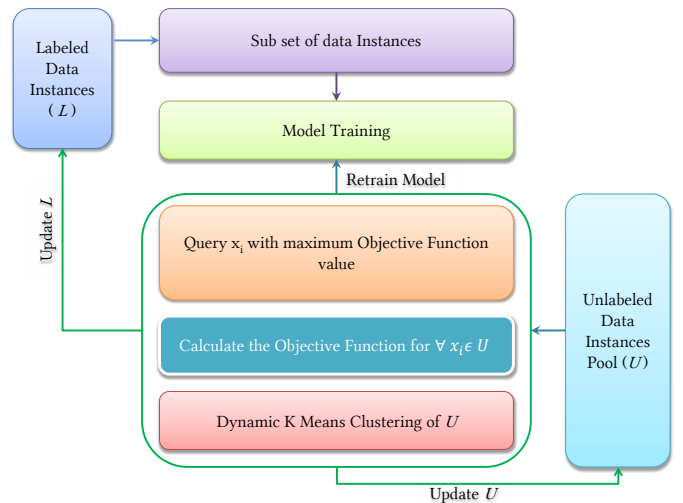 Labeled
Data
Instances
(L)
Sub set of data Instances
Model Training
Retrain Model
Update L
Query xᵢ with maximum Objective Function
value
Calculate the Objective Function for ∀ xᵢϵ U
Dynamic K Means Clustering of U
Unlabeled
Data
Instances
Pool (U)
Update U